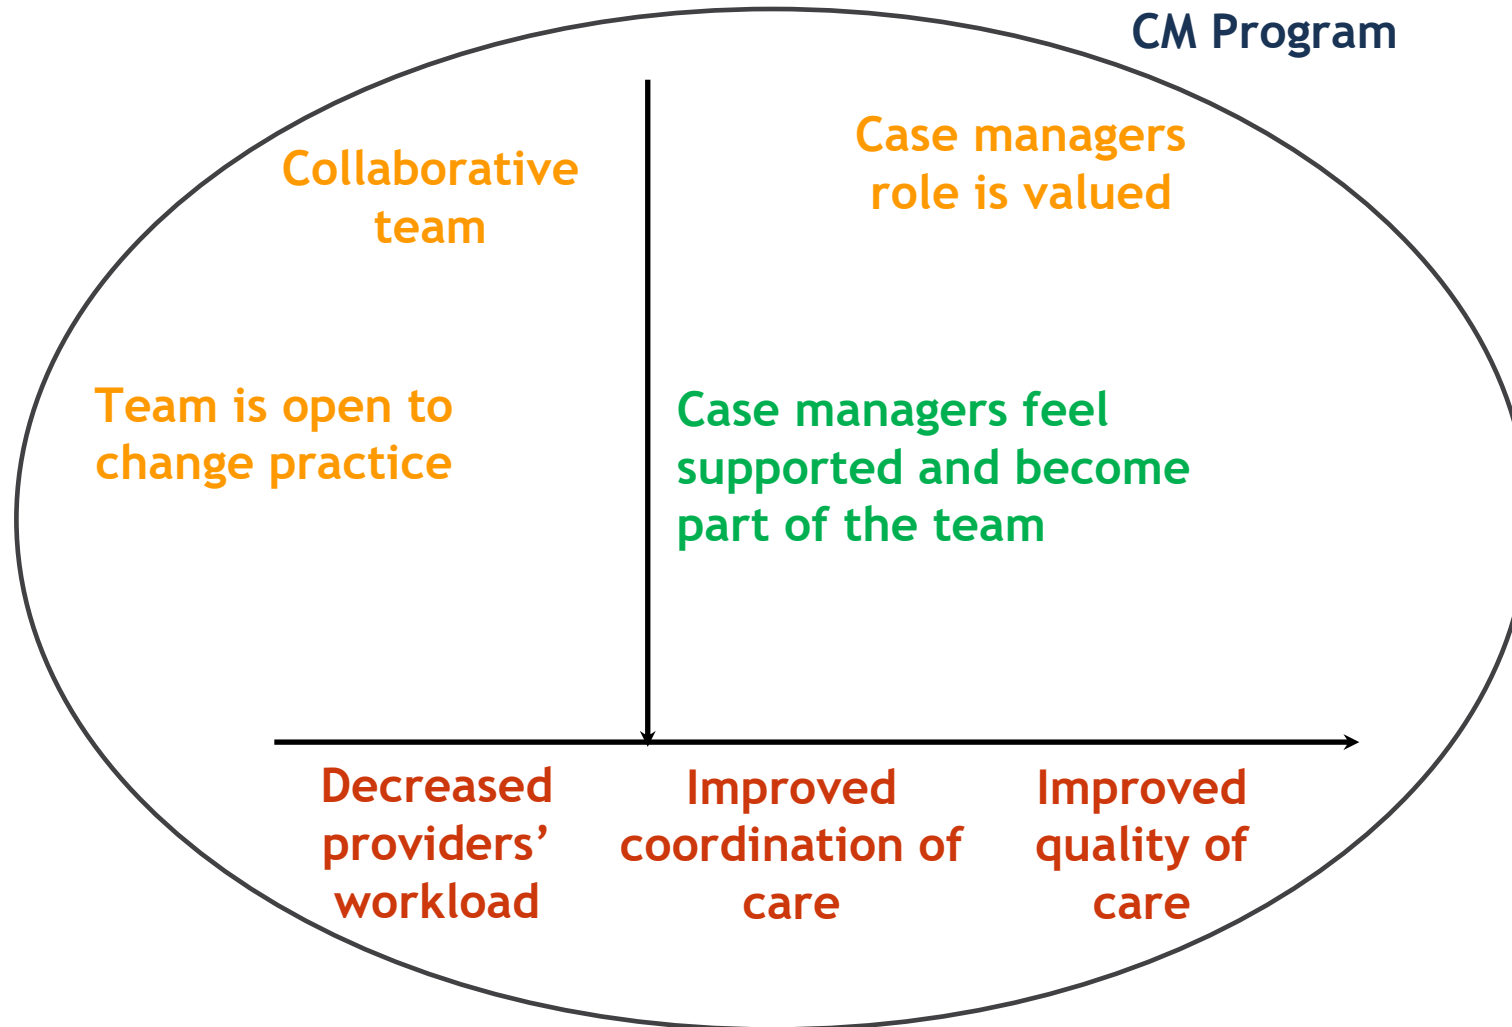 CM Program
Collaborative
team
Case managers
role is valued
Team is open to
change practice
Case managers feel
supported and become
part of the team
Decreased
providers’
workload
Improved
coordination of
care
Improved
quality of
care